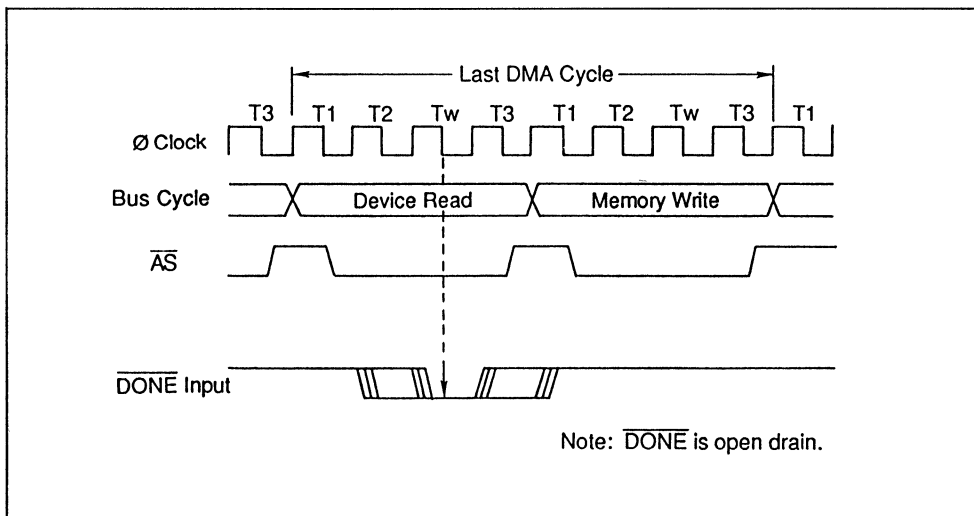 Last DMA Cycle
T3 T1 T2 Tw T3 T1 T2 Tw T3 T1
Ø Clock
Bus Cycle Device Read Memory Write
AS
DONE Input
Note: DONE is open drain.